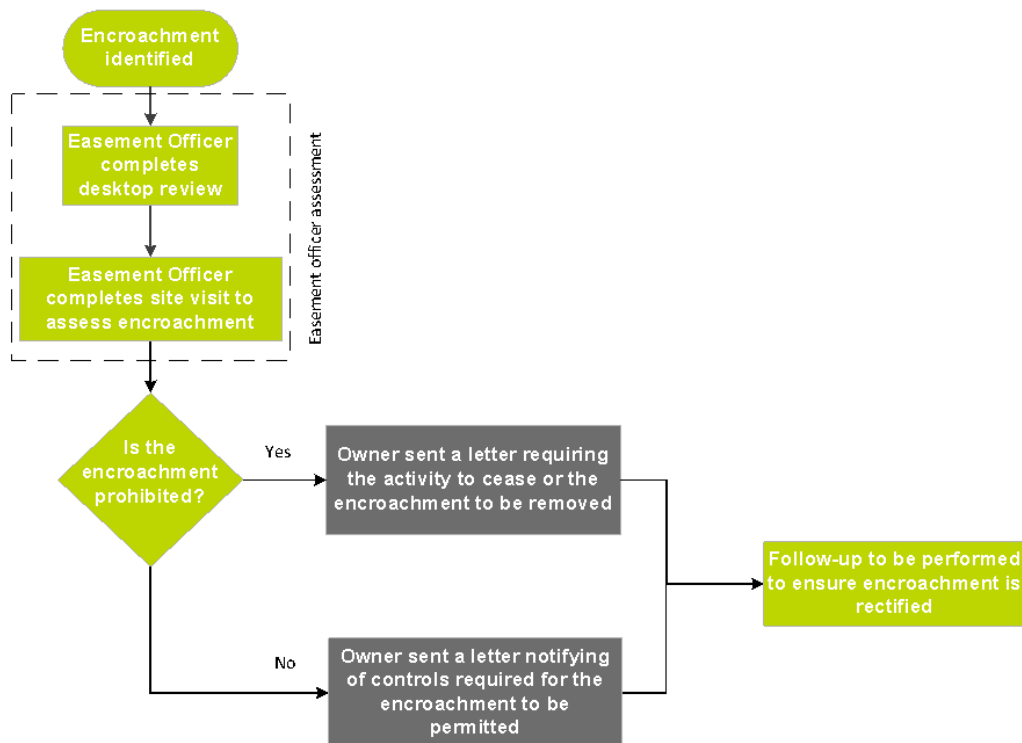 Encroachment
identified
Easement Officer
completes
desktop review
Easement Officer
completes site visit to
assess encroachment
Easement officer assessment
Is the
encroachment
prohibited?
Yes
Owner sent a letter requiring
the activity to cease or the
encroachment to be removed
No
Owner sent a letter notifying
of controls required for the
encroachment to be
permitted
Follow-up to be performed
to ensure encroachment is
rectified